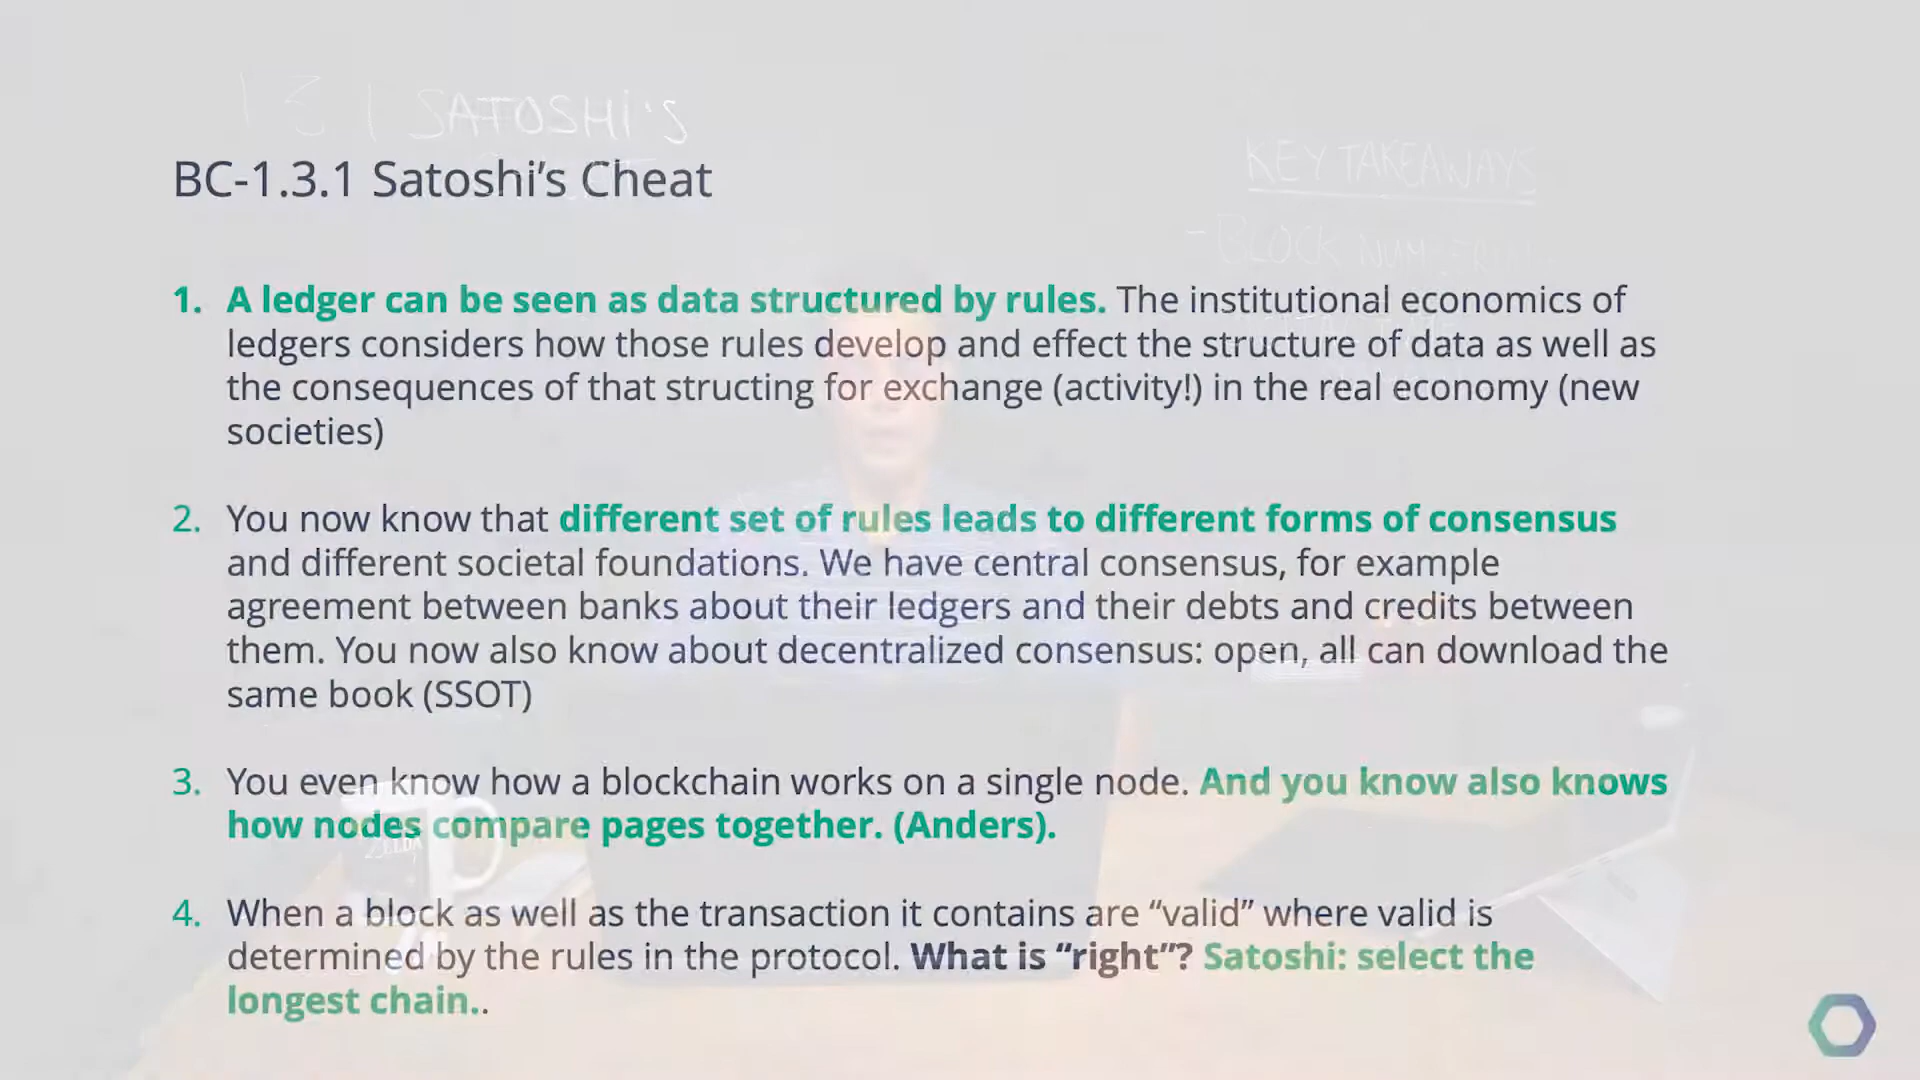 1 3.1 SATOSHI'S
KEY TAKEAWAYS
BC-1.3.1 Satoshi's Cheat
- BLOCK
1. A ledger can be seen as data structured by rules. The institutional economics of
ledgers considers how those rules develop and effect the structure of data as well as
the consequences of that structing for exchange (activity!) in the real economy (new
societies)
2. You now know that different set of rules leads to different forms of consensus
and different societal foundations. We have central consensus, for example
agreement between banks about their ledgers and their debts and credits between
them. You now also know about decentralized consensus: open, all can download the
same book (SSOT)
3. You even know how a blockchain works on a single node. And you know also knows
how nodes compare pages together. (Anders).
ZELDA
4. When a block as well as the transaction it contains are “valid” where valid is
determined by the rules in the protocol. What is “right”? Satoshi: select the
longest chain..